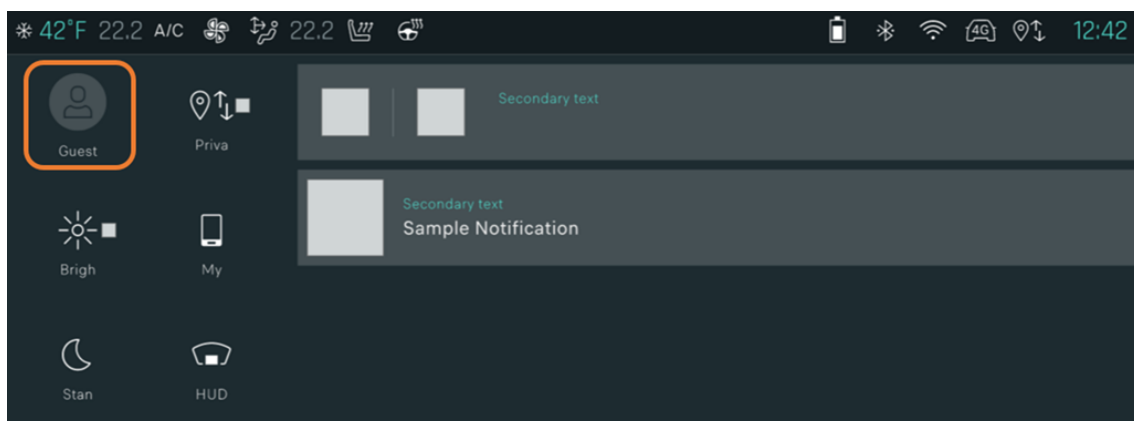 42°F 22.2 A/C 22.2 4G 12:42
Guest
Priva
Secondary text
Secondary text
Sample Notification
Brigh
My
Stan
HUD